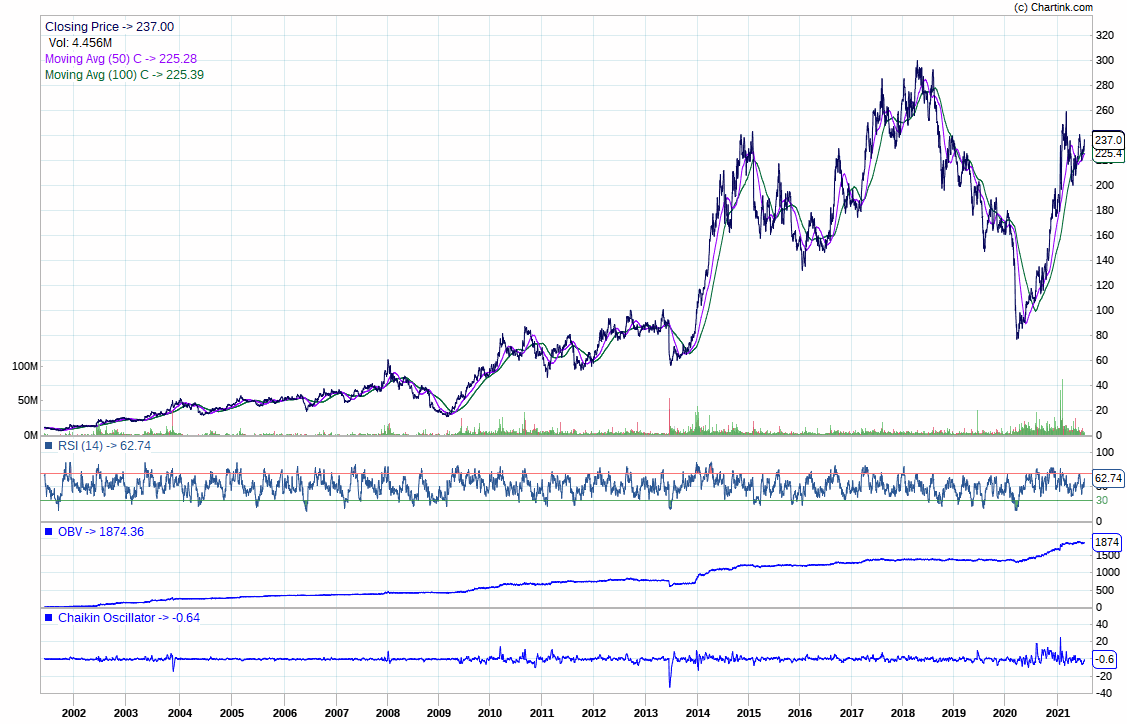 (c) Chartink.com
Closing Price -> 237.00
Vol: 4.456M
Moving Avg (50) C -> 225.28
Moving Avg (100) C -> 225.39
320
300
280
260
237.0
225.4
200
180
160
140
120
100
80
60
40
20
0
100M
50M
0M
RSI (14) -> 62.74
100
62.74
30
0
OBV -> 1874.36
1874
1500
1000
500
0
Chaikin Oscillator -> -0.64
40
20
-0.6
-20
-40
2002 2003 2004 2005 2006 2007 2008 2009 2010 2011 2012 2013 2014 2015 2016 2017 2018 2019 2020 2021